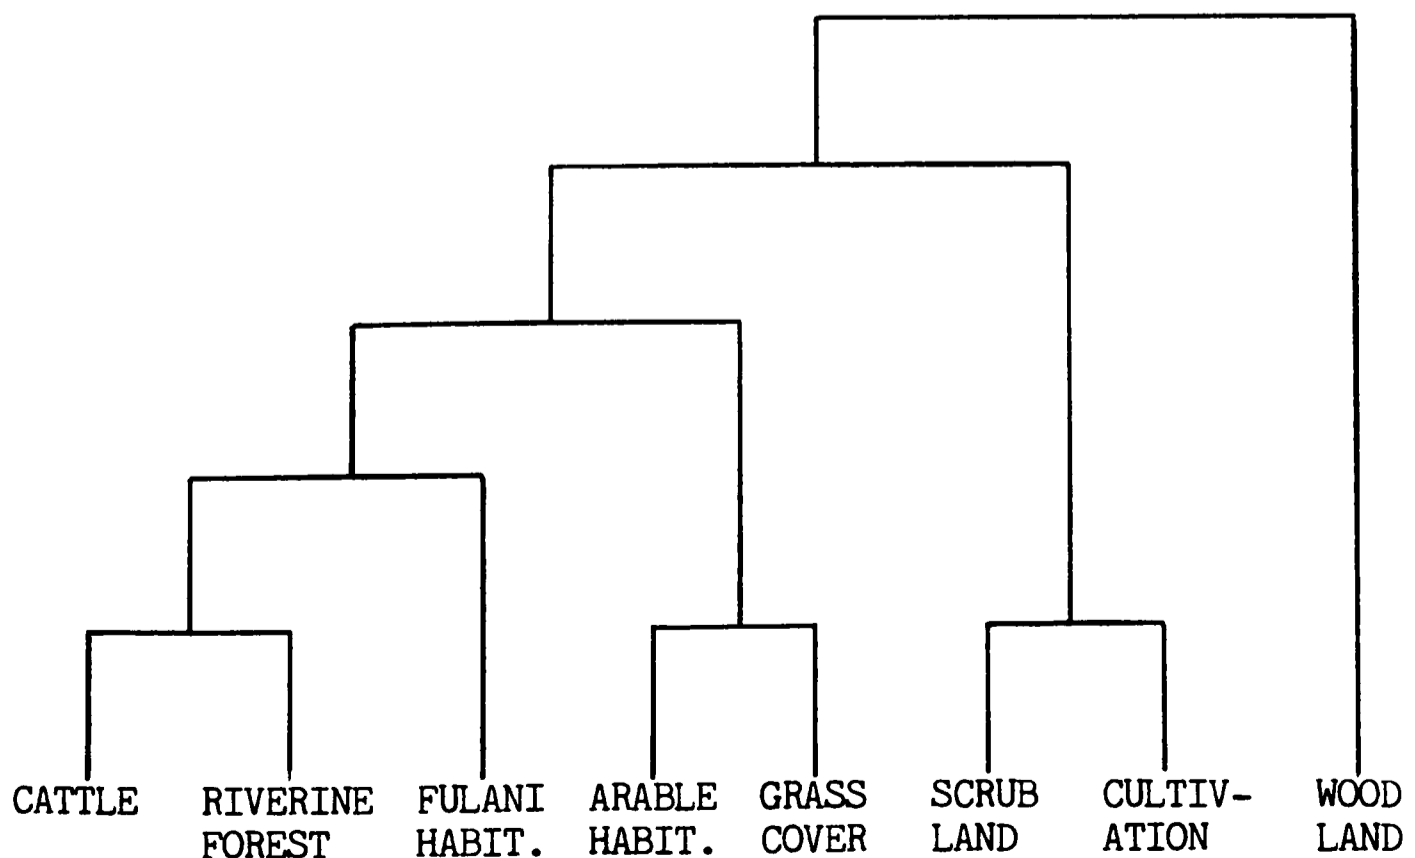 CATTLE
RIVERINE FOREST
FULANI HABIT.
ARABLE HABIT.
GRASS COVER
SCRUB LAND
CULTIV-
ATION
WOOD LAND